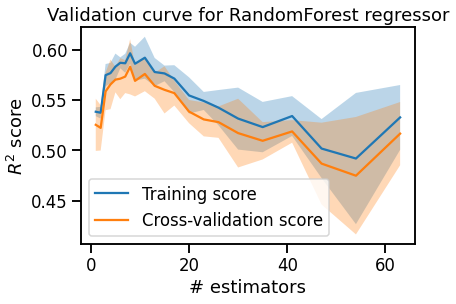 Validation curve for RandomForest regressor
R² score
0.60
0.55
0.50
0.45
Training score
Cross-validation score
0
20
40
60
# estimators